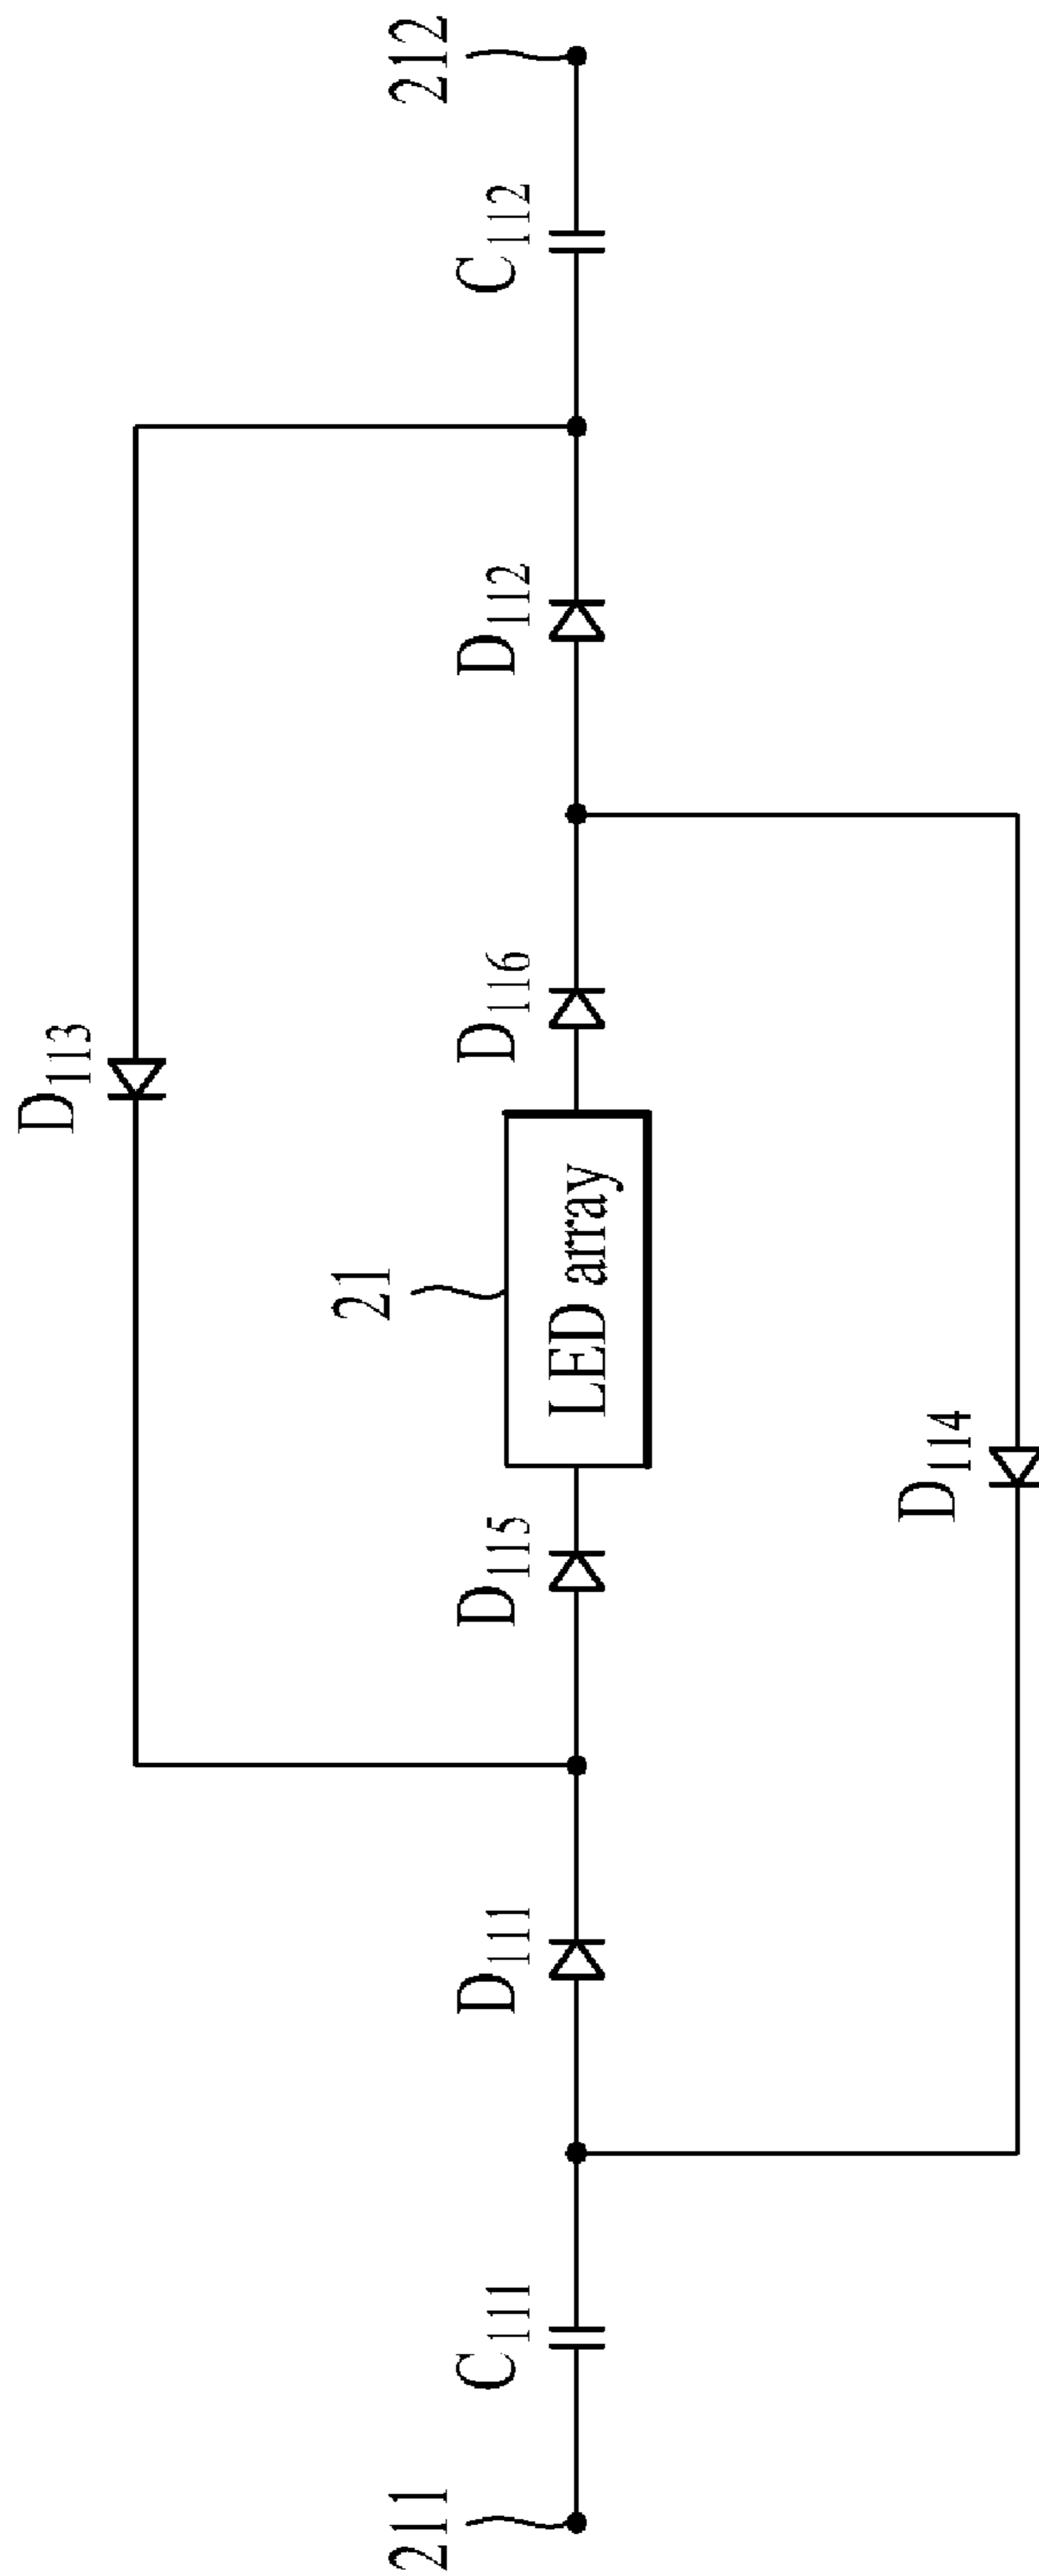 D₁₁₃
21
211
212
C₁₁₁
D₁₁₁
D₁₁₅
LED array
D₁₁₆
D₁₁₂
C₁₁₂
D₁₁₄